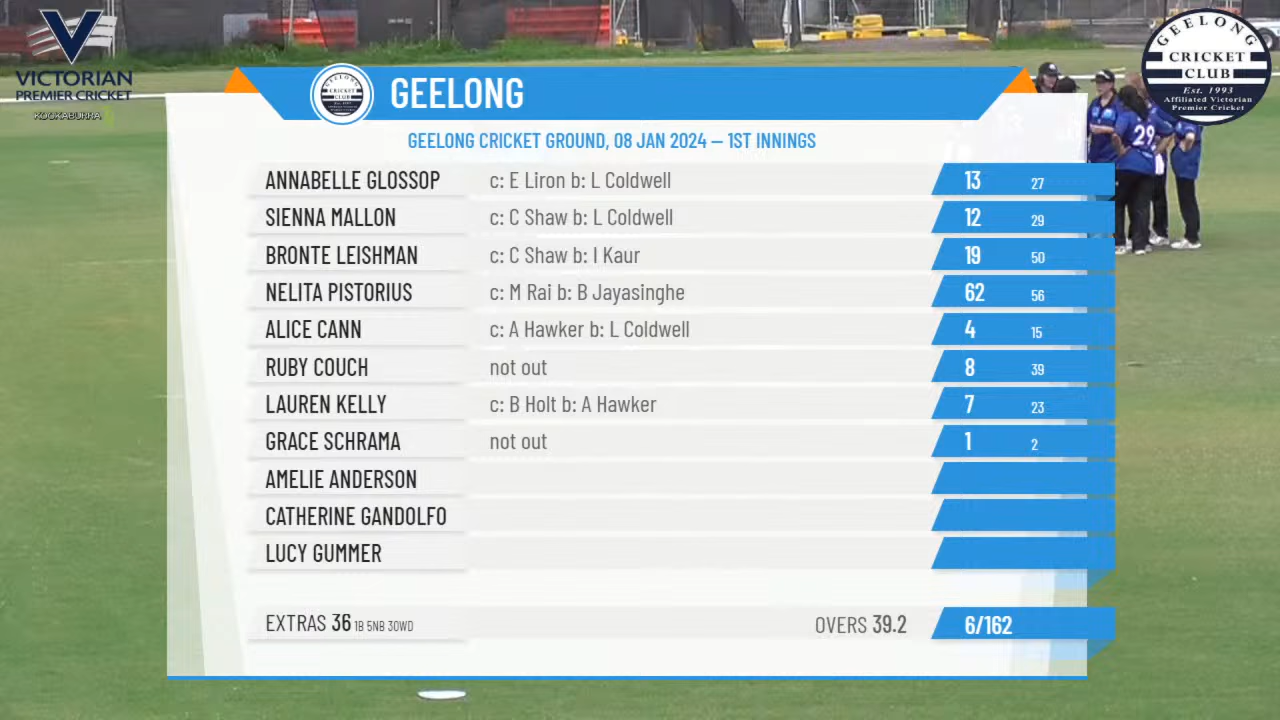 VICTORIAN
PREMIER CRICKET
KOOKABURRA
GEELONG
CRICKET
CLUB
Est. 1993
Affiliated Victorian
Premier Cricket
GEELONG
GEELONG CRICKET GROUND, 08 JAN 2024 – 1ST INNINGS
ANNABELLE GLOSSOP c: E Liron b: L Coldwell 13 27
SIENNA MALLON c: C Shaw b: L Coldwell 12 29
BRONTE LEISHMAN c: C Shaw b: I Kaur 19 50
NELITA PISTORIUS c: M Rai b: B Jayasinghe 62 56
ALICE CANN c: A Hawker b: L Coldwell 4 15
RUBY COUCH not out 8 39
LAUREN KELLY c: B Holt b: A Hawker 7 23
GRACE SCHRAMA not out 1 2
AMELIE ANDERSON
CATHERINE GANDOLFO
LUCY GUMMER
EXTRAS 36 1B 5NB 30WD OVERS 39.2 6/162
29